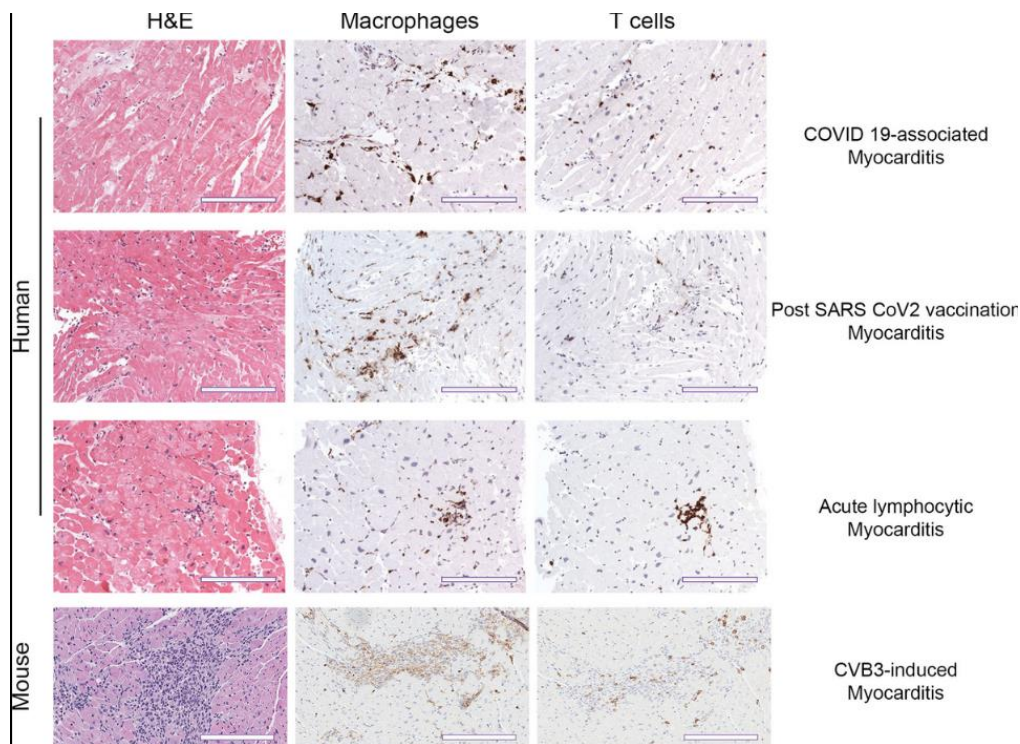 H&E
Macrophages
T cells
Human
COVID 19-associated
Myocarditis
Post SARS CoV2 vaccination
Myocarditis
Acute lymphocytic
Myocarditis
Mouse
CVB3-induced
Myocarditis